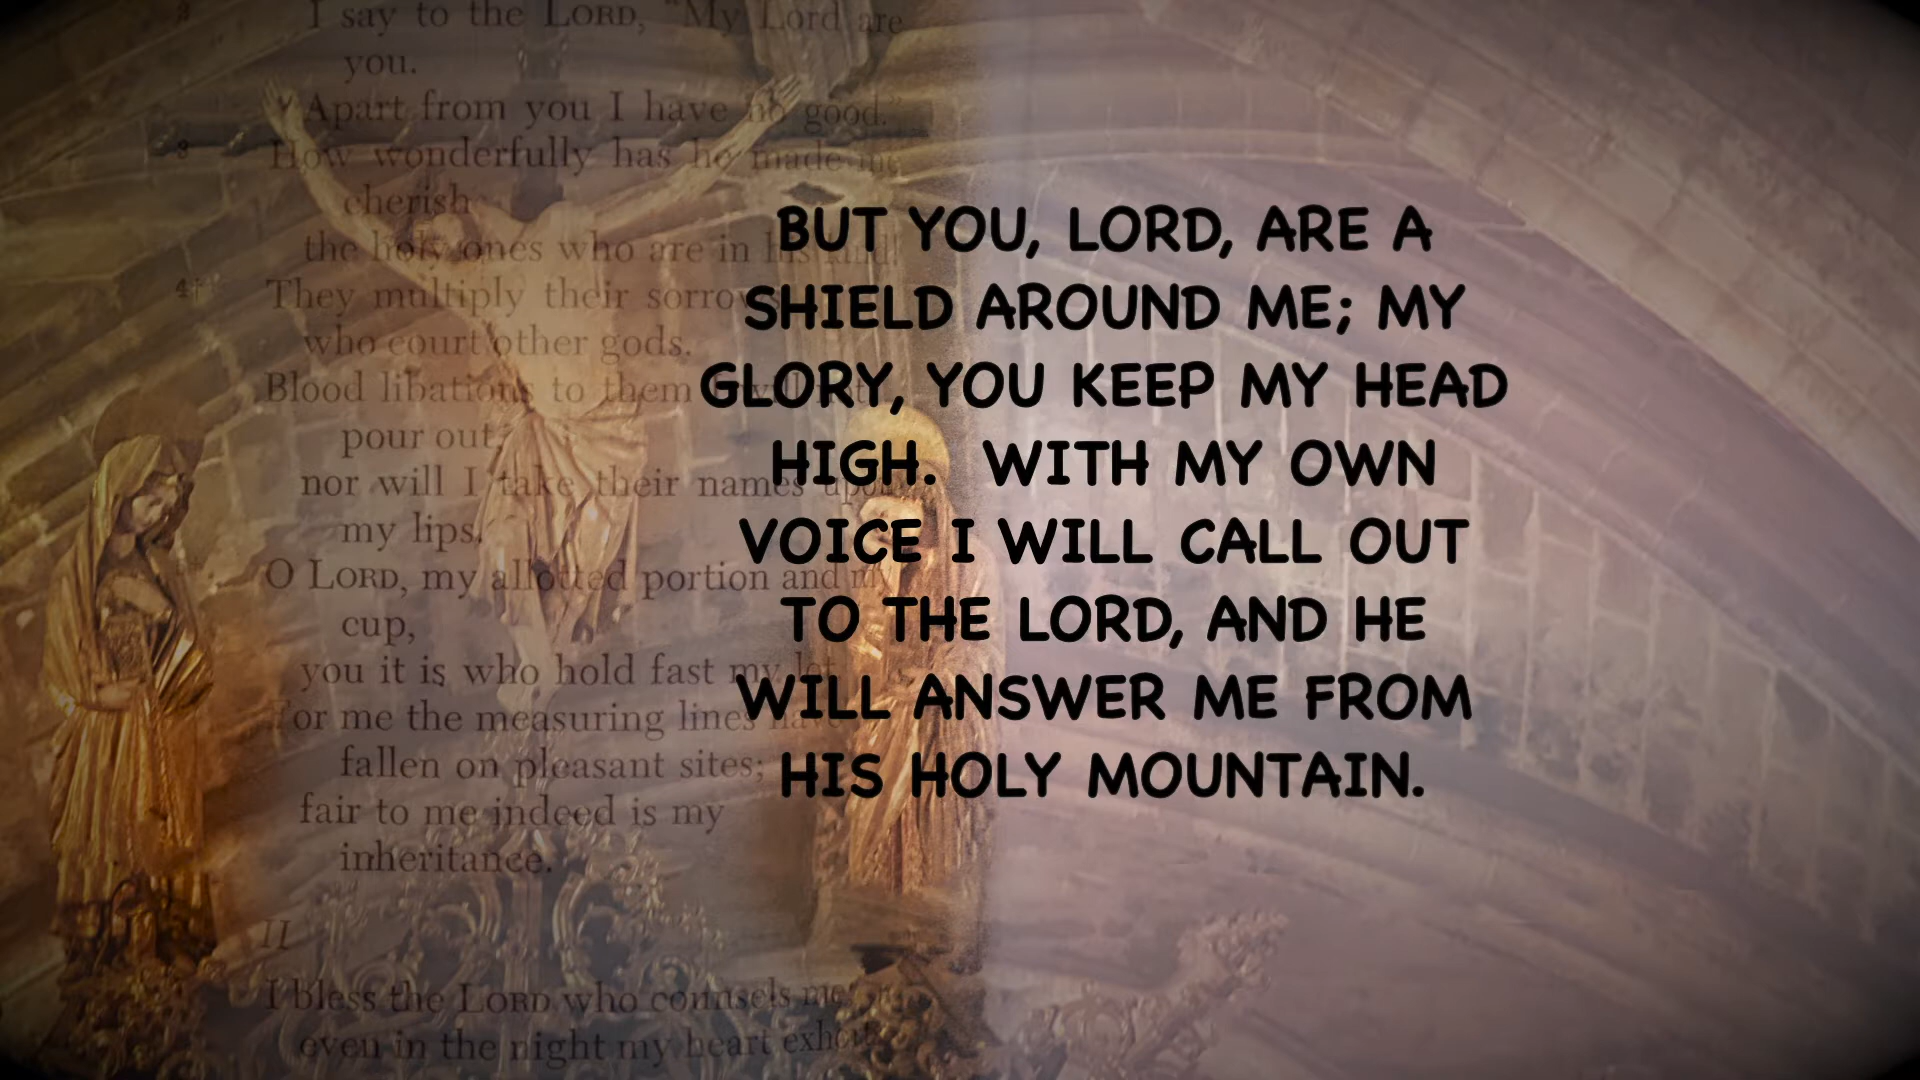 I say to the LORD, "My Lord are
you.
Apart from you I have no good."
3 How wonderfully has he made me
cherish
the holy ones who are in his land!
4† They multiply their sorrows
who court other gods.
Blood libations to them
pour out,
nor will I take their names upon
my lips.
O LORD, my allotted portion and my
cup,
you it is who hold fast my lot.
For me the measuring lines have
fallen on pleasant sites;
fair to me indeed is my
inheritance.
II
I bless the LORD who counsels me;
even in the night my heart
BUT YOU, LORD, ARE A
SHIELD AROUND ME; MY
GLORY, YOU KEEP MY HEAD
HIGH. WITH MY OWN
VOICE I WILL CALL OUT
TO THE LORD, AND HE
WILL ANSWER ME FROM
HIS HOLY MOUNTAIN.